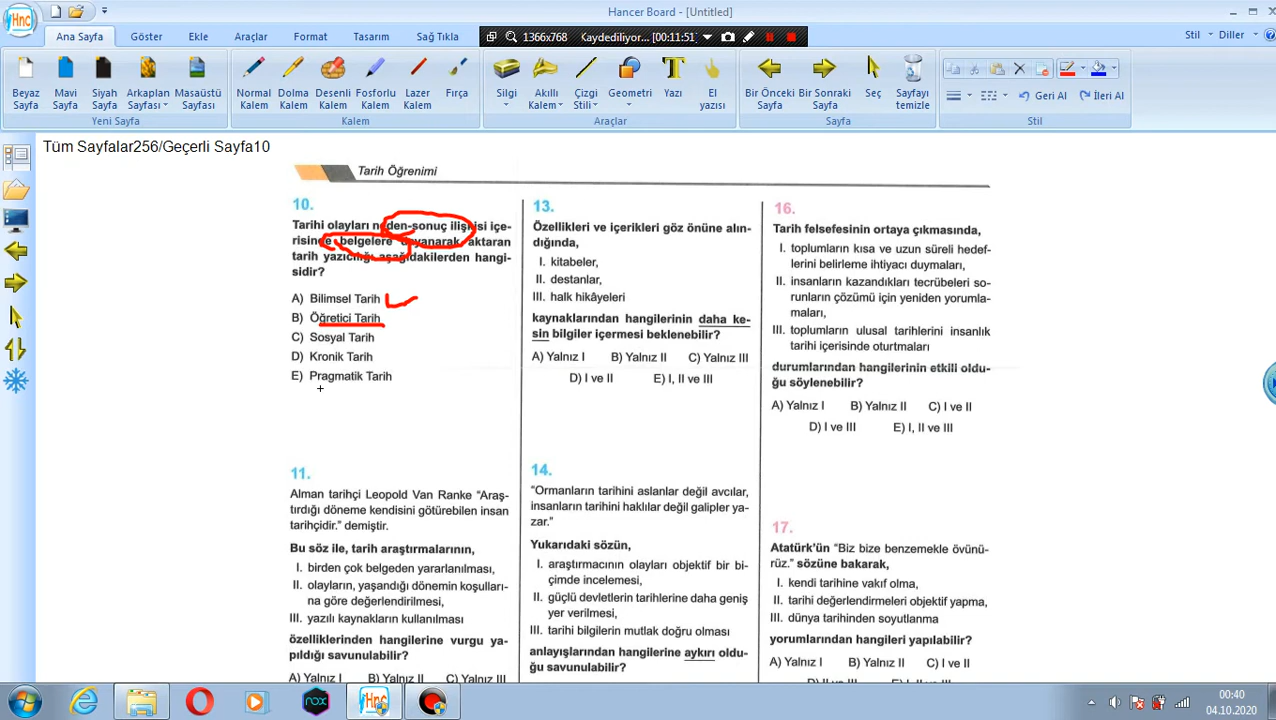 Hancer Board - [Untitled]
Ana Sayfa Göster Ekle Araçlar Format Tasarım Sağ Tıkla
1366x768 Kaydediliyor... [00:11:51]
Stil Diller
Beyaz Sayfa
Mavi Sayfa
Siyah Sayfa
Arkaplan Sayfası
Masaüstü Sayfası
Yeni Sayfa
Normal Kalem
Dolma Kalem
Desenli Kalem
Fosforlu Kalem
Lazer Kalem
Fırça
Kalem
Silgi
Akıllı Kalem
Çizgi Stili
Geometri
Yazı
El yazısı
Araçlar
Bir Önceki Sayfa
Bir Sonraki Sayfa
Seç
Sayfayı temizle
Sayfa
Geri Al
İleri Al
Stil
Tüm Sayfalar256/Geçerli Sayfa10
Tarih Öğrenimi
10.
Tarihi olayları neden-sonuç ilişkisi içe-
risinde belgelere dayanarak aktaran
tarih yazıcılığı aşağıdakilerden hangi-
sidir?
A) Bilimsel Tarih
B) Öğretici Tarih
C) Sosyal Tarih
D) Kronik Tarih
E) Pragmatik Tarih
11.
Alman tarihçi Leopold Van Ranke “Araş-
tırdığı döneme kendisini götürebilen insan
tarihçidir.” demiştir.
Bu söz ile, tarih araştırmalarının,
I. birden çok belgeden yararlanılması,
II. olayların, yaşandığı dönemin koşulları-
na göre değerlendirilmesi,
III. yazılı kaynakların kullanılması
özelliklerinden hangilerine vurgu ya-
pıldığı savunulabilir?
A) Yalnız I B) Yalnız II C) Yalnız III
13.
Özellikleri ve içerikleri göz önüne alın-
dığında,
I. kitabeler,
II. destanlar,
III. halk hikâyeleri
kaynaklarından hangilerinin daha ke-
sin bilgiler içermesi beklenebilir?
A) Yalnız I B) Yalnız II C) Yalnız III
D) I ve II E) I, II ve III
14.
“Ormanların tarihini aslanlar değil avcılar,
insanların tarihini haklılar değil galipler ya-
zar.”
Yukarıdaki sözün,
I. araştırmacının olayları objektif bir bi-
çimde incelemesi,
II. güçlü devletlerin tarihlerine daha geniş
yer verilmesi,
III. tarihi bilgilerin mutlak doğru olması
anlayışlarından hangilerine aykırı oldu-
ğu savunulabilir?
16.
Tarih felsefesinin ortaya çıkmasında,
I. toplumların kısa ve uzun süreli hedef-
lerini belirleme ihtiyacı duymaları,
II. insanların kazandıkları tecrübeleri so-
runların çözümü için yeniden yorumla-
maları,
III. toplumların ulusal tarihlerini insanlık
tarihi içerisinde oturtmaları
durumlarından hangilerinin etkili oldu-
ğu söylenebilir?
A) Yalnız I B) Yalnız II C) I ve II
D) I ve III E) I, II ve III
17.
Atatürk’ün “Biz bize benzemekle övünü-
rüz.” sözüne bakarak,
I. kendi tarihine vakıf olma,
II. tarihi değerlendirmeleri objektif yapma,
III. dünya tarihinden soyutlanma
yorumlarından hangileri yapılabilir?
A) Yalnız I B) Yalnız II C) I ve II
D) II ve III E) I, II ve III
nox
Hnc
00:40
04.10.2020